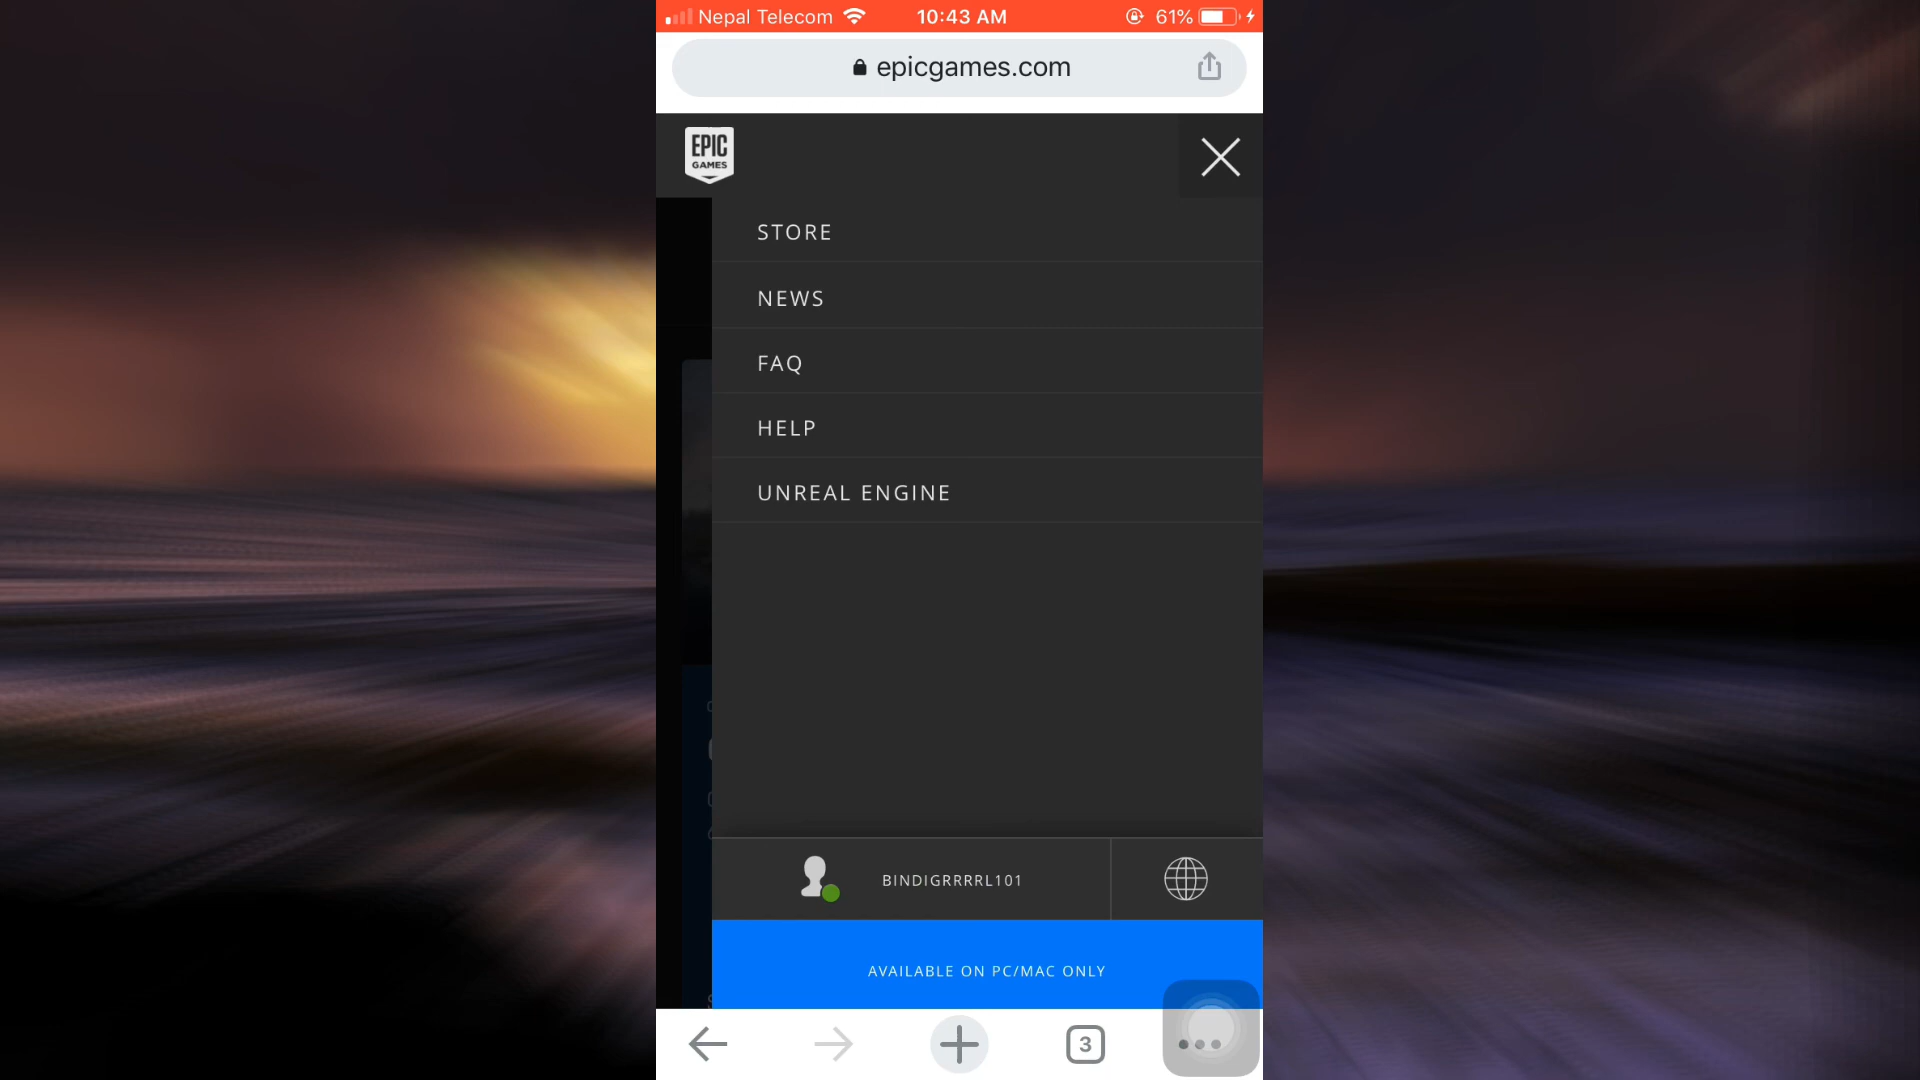 Nepal Telecom 10:43 AM 61%
epicgames.com
EPIC
GAMES
STORE
NEWS
FAQ
HELP
UNREAL ENGINE
BINDIGRRRRL101
AVAILABLE ON PC/MAC ONLY
3